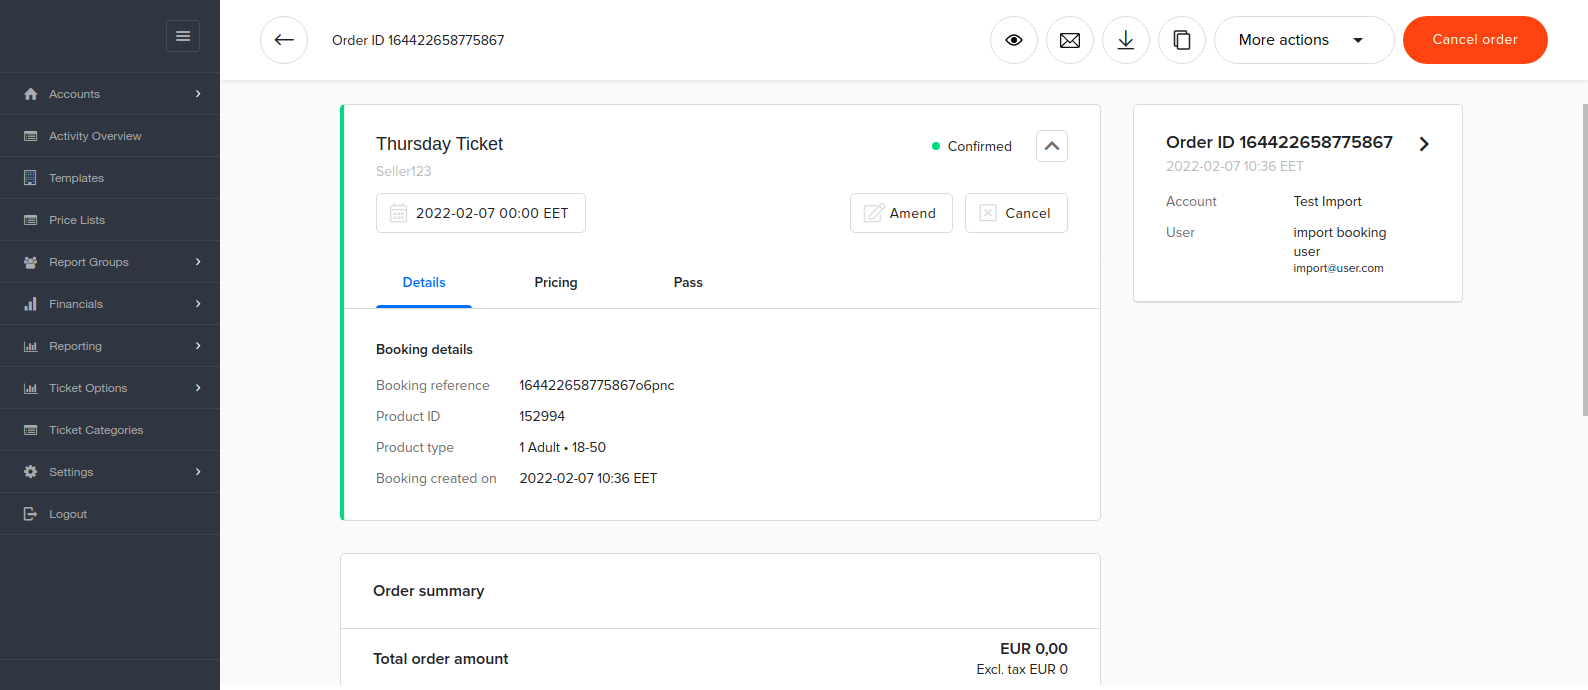 Accounts
Activity Overview
Templates
Price Lists
Report Groups
Financials
Reporting
Ticket Options
Ticket Categories
Settings
Logout
Order ID 164422658775867
More actions
Cancel order
Thursday Ticket
Confirmed
Seller123
2022-02-07 00:00 EET
Amend
Cancel
Details Pricing Pass
Booking details
Booking reference 164422658775867o6pnc
Product ID 152994
Product type 1 Adult • 18-50
Booking created on 2022-02-07 10:36 EET
Order summary
Total order amount EUR 0,00
Excl. tax EUR 0
Order ID 164422658775867
2022-02-07 10:36 EET
Account Test Import
User import booking
user
import@user.com